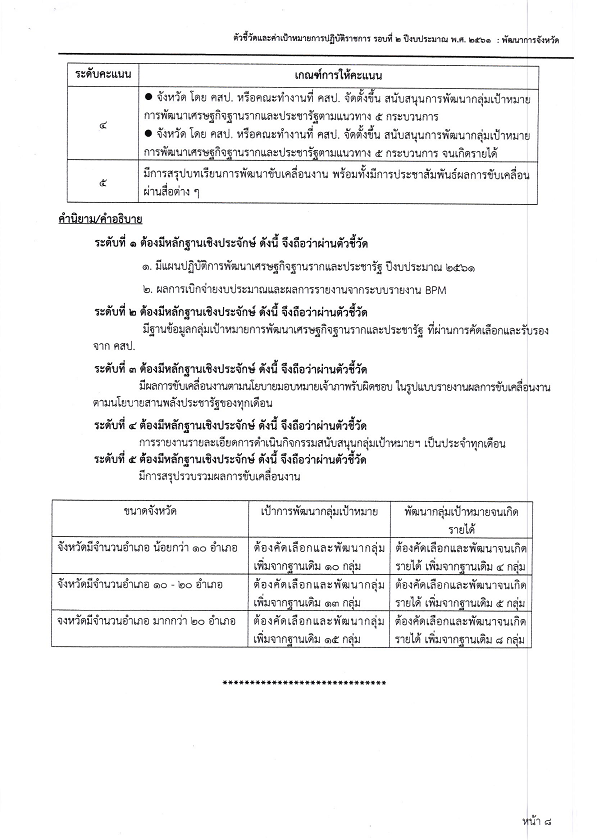 ตัวชี้วัดและค่าเป้าหมายการปฏิบัติราชการ รอบที่ ๒ ปีงบประมาณ พ.ศ. ๒๕๖๑ : พัฒนาการจังหวัด
ระดับคะแนน เกณฑ์การให้คะแนน
๔
● จังหวัด โดย คสป. หรือคณะทำงานที่ คสป. จัดตั้งขึ้น สนับสนุนการพัฒนากลุ่มเป้าหมาย
การพัฒนาเศรษฐกิจฐานรากและประชารัฐตามแนวทาง ๕ กระบวนการ
● จังหวัด โดย คสป. หรือคณะทำงานที่ คสป. จัดตั้งขึ้น สนับสนุนการพัฒนากลุ่มเป้าหมาย
การพัฒนาเศรษฐกิจฐานรากและประชารัฐตามแนวทาง ๕ กระบวนการ จนเกิดรายได้
๕
มีการสรุปบทเรียนการพัฒนาขับเคลื่อนงาน พร้อมทั้งมีการประชาสัมพันธ์ผลการขับเคลื่อน
ผ่านสื่อต่าง ๆ
คำนิยาม/คำอธิบาย
ระดับที่ ๑ ต้องมีหลักฐานเชิงประจักษ์ ดังนี้ จึงถือว่าผ่านตัวชี้วัด
๑. มีแผนปฏิบัติการพัฒนาเศรษฐกิจฐานรากและประชารัฐ ปีงบประมาณ ๒๕๖๑
๒. ผลการเบิกจ่ายงบประมาณและผลการรายงานจากระบบรายงาน BPM
ระดับที่ ๒ ต้องมีหลักฐานเชิงประจักษ์ ดังนี้ จึงถือว่าผ่านตัวชี้วัด
มีฐานข้อมูลกลุ่มเป้าหมายการพัฒนาเศรษฐกิจฐานรากและประชารัฐ ที่ผ่านการคัดเลือกและรับรอง
จาก คสป.
ระดับที่ ๓ ต้องมีหลักฐานเชิงประจักษ์ ดังนี้ จึงถือว่าผ่านตัวชี้วัด
มีผลการขับเคลื่อนงานตามนโยบายมอบหมายเจ้าภาพรับผิดชอบ ในรูปแบบรายงานผลการขับเคลื่อนงาน
ตามนโยบายสานพลังประชารัฐของทุกเดือน
ระดับที่ ๔ ต้องมีหลักฐานเชิงประจักษ์ ดังนี้ จึงถือว่าผ่านตัวชี้วัด
การรายงานรายละเอียดการดำเนินกิจกรรมสนับสนุนกลุ่มเป้าหมายฯ เป็นประจำทุกเดือน
ระดับที่ ๕ ต้องมีหลักฐานเชิงประจักษ์ ดังนี้ จึงถือว่าผ่านตัวชี้วัด
มีการสรุปรวบรวมผลการขับเคลื่อนงาน
ขนาดจังหวัด เป้าการพัฒนากลุ่มเป้าหมาย พัฒนากลุ่มเป้าหมายจนเกิด
รายได้
จังหวัดมีจำนวนอำเภอ น้อยกว่า ๑๐ อำเภอ ต้องคัดเลือกและพัฒนากลุ่ม ต้องคัดเลือกและพัฒนาจนเกิด
เพิ่มจากฐานเดิม ๑๐ กลุ่ม รายได้ เพิ่มจากฐานเดิม ๔ กลุ่ม
จังหวัดมีจำนวนอำเภอ ๑๐ - ๒๐ อำเภอ ต้องคัดเลือกและพัฒนากลุ่ม ต้องคัดเลือกและพัฒนาจนเกิด
เพิ่มจากฐานเดิม ๑๓ กลุ่ม รายได้ เพิ่มจากฐานเดิม ๕ กลุ่ม
จงหวัดมีจำนวนอำเภอ มากกว่า ๒๐ อำเภอ ต้องคัดเลือกและพัฒนากลุ่ม ต้องคัดเลือกและพัฒนาจนเกิด
เพิ่มจากฐานเดิม ๑๕ กลุ่ม รายได้ เพิ่มจากฐานเดิม ๘ กลุ่ม
******************************
หน้า ๘